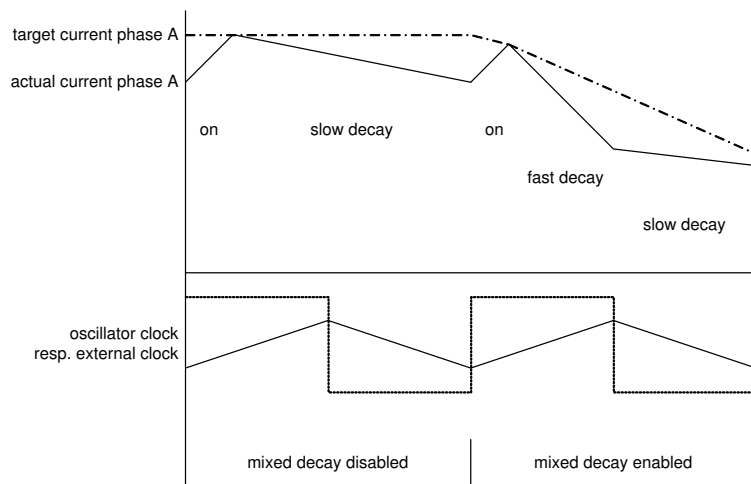 target current phase A
actual current phase A
on
slow decay
on
fast decay
slow decay
oscillator clock
resp. external clock
mixed decay disabled
mixed decay enabled